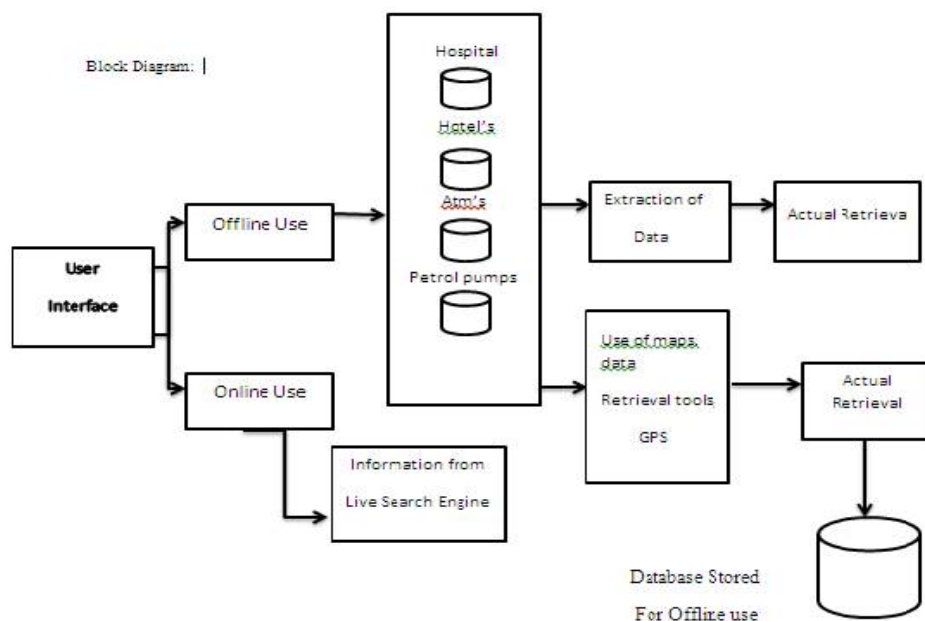 Block Diagram:
User
Interface
Offline Use
Online Use
Hospital
Hotel's
Atm's
Petrol pumps
Extraction of
Data
Actual Retrieva
Information from
Live Search Engine
Use of maps
data
Retrieval tools
GPS
Actual
Retrieval
Database Stored
For Offline use